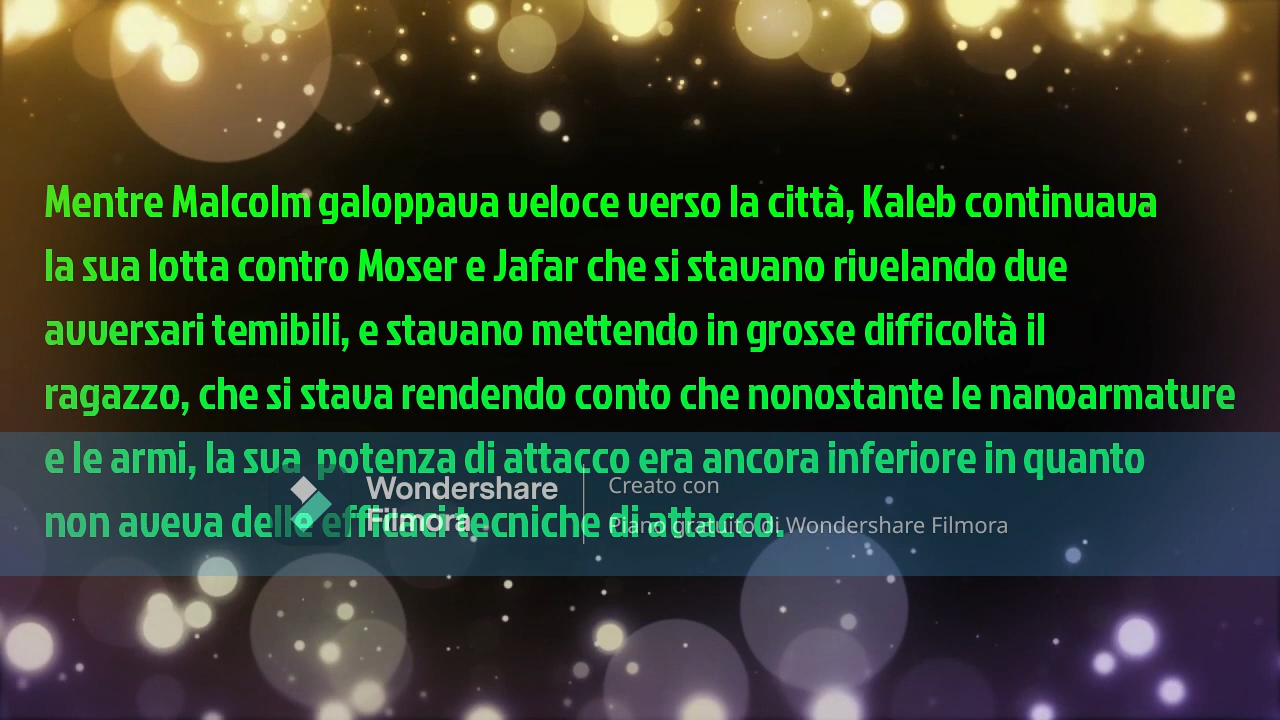 Mentre Malcolm galoppava veloce verso la città, Kaleb continuava
la sua lotta contro Moser e Jafar che si stavano rivelando due
avversari temibili, e stavano mettendo in grosse difficoltà il
ragazzo, che si stava rendendo conto che nonostante le nanoarmature
e le armi, la sua potenza di attacco era ancora inferiore in quanto
non aveva delle efficaci tecniche di attacco.
Wondershare
Filmora
Creato con
Piano gratuito di Wondershare Filmora